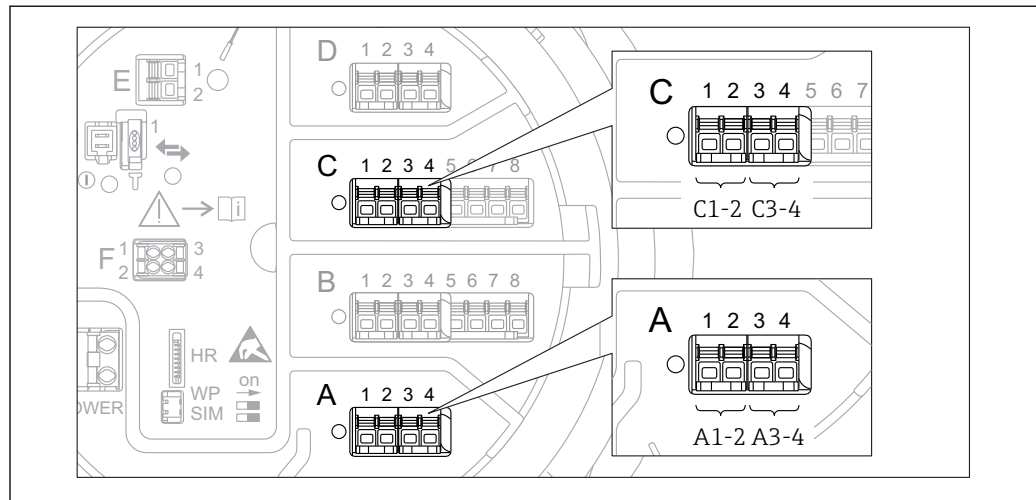 D 1 2 3 4
E 1
2
1
C 1 2 3 4 5 6 7 8
i
F 1 3
2 4
B 1 2 3 4 5 6 7 8
HR
WP on
SIM
OWER
A 1 2 3 4
C 1 2 3 4 5 6 7
C1-2 C3-4
A 1 2 3 4
A1-2 A3-4